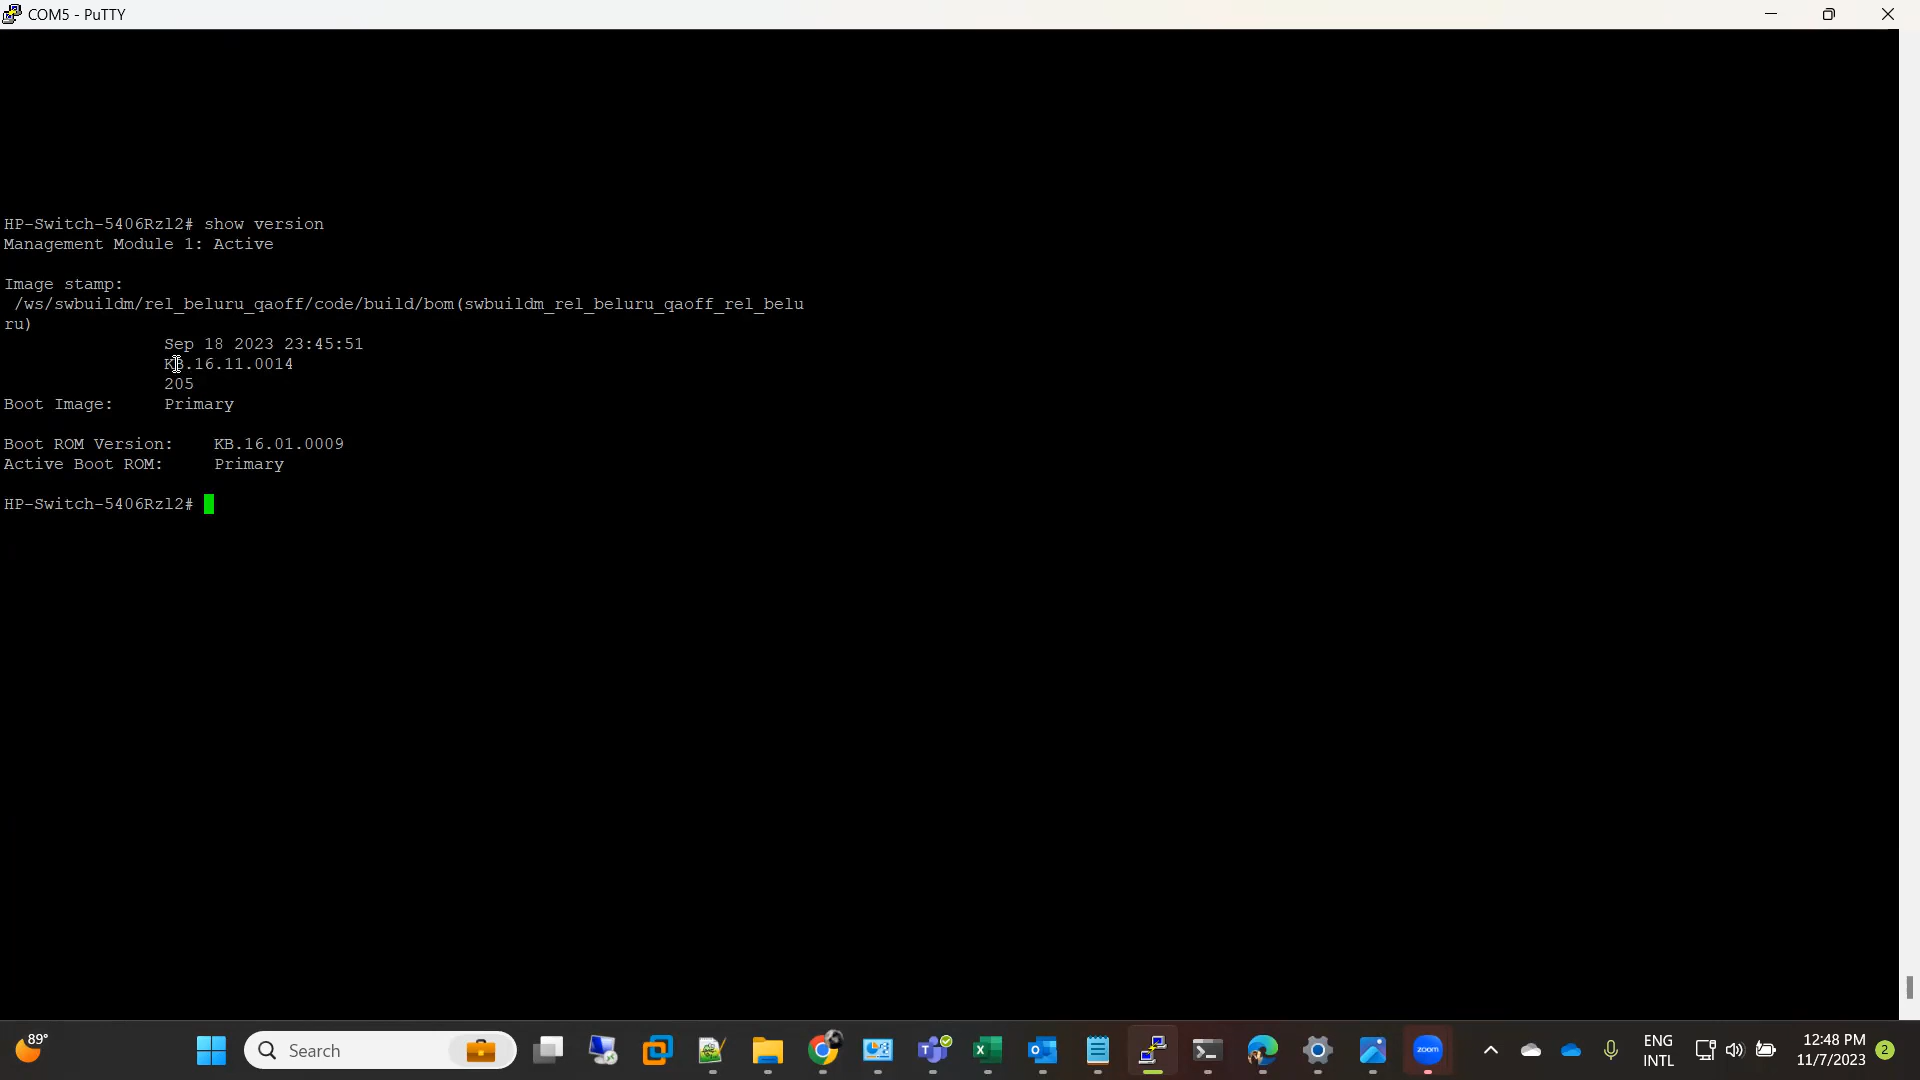 COM5 - PuTTY
HP-Switch-5406Rzl2# show version
Management Module 1: Active
Image stamp:
/ws/swbuildm/rel_beluru_qaoff/code/build/bom(swbuildm_rel_beluru_qaoff_rel_belu
ru)
Sep 18 2023 23:45:51
KB.16.11.0014
205
Boot Image:     Primary
Boot ROM Version:    KB.16.01.0009
Active Boot ROM:     Primary
HP-Switch-5406Rzl2#
89°
Search
zoom
ENG
INTL
12:48 PM
11/7/2023
2